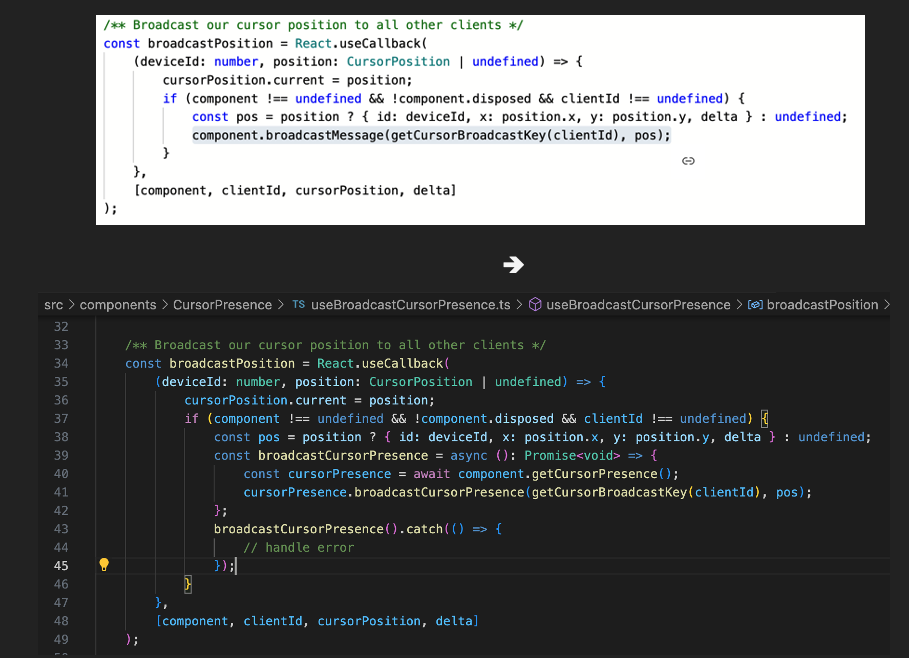 /** Broadcast our cursor position to all other clients */
const broadcastPosition = React.useCallback(
(deviceId: number, position: CursorPosition | undefined) => {
cursorPosition.current = position;
if (component !== undefined && !component.disposed && clientId !== undefined) {
const pos = position ? { id: deviceId, x: position.x, y: position.y, delta } : undefined;
component.broadcastMessage(getCursorBroadcastKey(clientId), pos);
}
},
[component, clientId, cursorPosition, delta]
);
src > components > CursorPresence > TS useBroadcastCursorPresence.ts > useBroadcastCursorPresence > broadcastPosition >
32
33 /** Broadcast our cursor position to all other clients */
34 const broadcastPosition = React.useCallback(
35 (deviceId: number, position: CursorPosition | undefined) => {
36 cursorPosition.current = position;
37 if (component !== undefined && !component.disposed && clientId !== undefined) {
38 const pos = position ? { id: deviceId, x: position.x, y: position.y, delta } : undefined;
39 const broadcastCursorPresence = async (): Promise<void> => {
40 const cursorPresence = await component.getCursorPresence();
41 cursorPresence.broadcastCursorPresence(getCursorBroadcastKey(clientId), pos);
42 };
43 broadcastCursorPresence().catch(() => {
44 // handle error
45 });
46 }
47 },
48 [component, clientId, cursorPosition, delta]
49 );